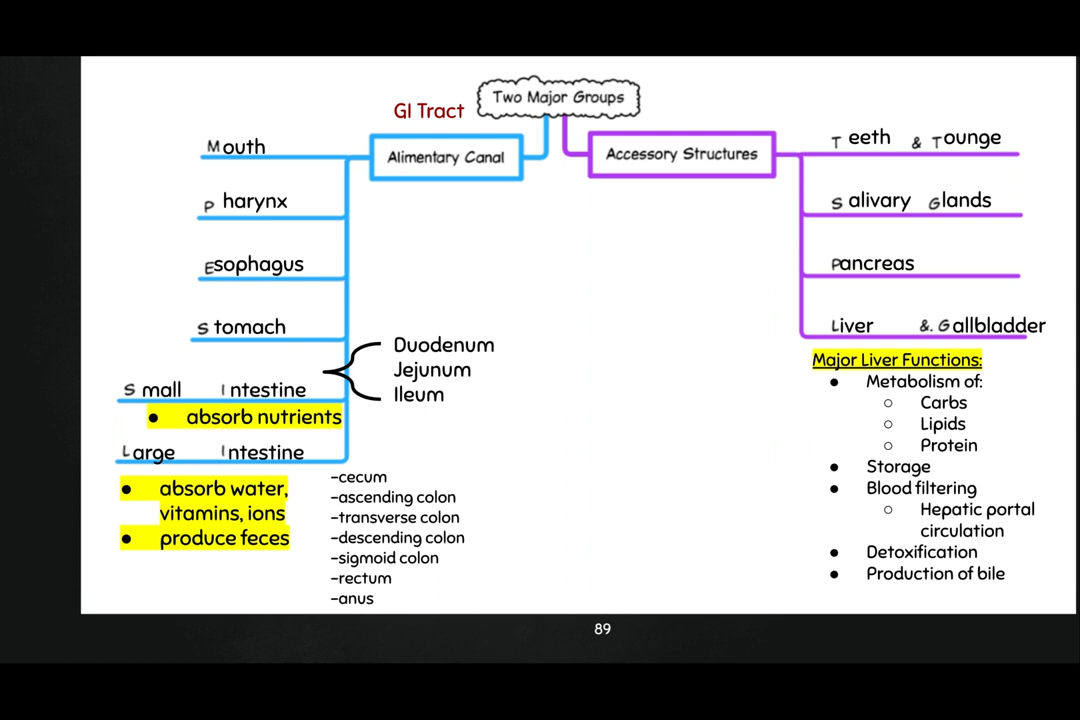 Two Major Groups
GI Tract
Alimentary Canal
Mouth
Pharynx
Esophagus
Stomach
Small Intestine
Duodenum
Jejunum
Ileum
● absorb nutrients
Large Intestine
● absorb water,
vitamins, ions
● produce feces
-cecum
-ascending colon
-transverse colon
-descending colon
-sigmoid colon
-rectum
-anus
Accessory Structures
Teeth & Tounge
Salivary Glands
Pancreas
Liver &. Gallbladder
Major Liver Functions:
● Metabolism of:
○ Carbs
○ Lipids
○ Protein
● Storage
● Blood filtering
○ Hepatic portal
circulation
● Detoxification
● Production of bile
89